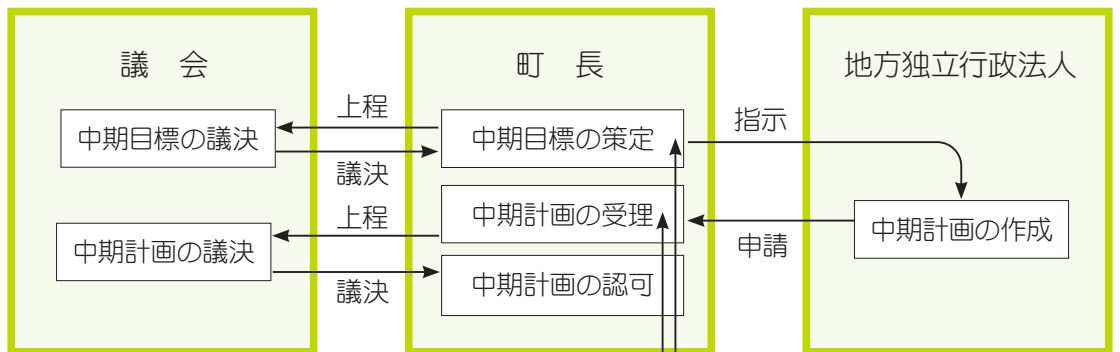 議　会
町　長
地方独立行政法人
中期目標の議決
上程
議決
中期目標の策定
指示
中期計画の議決
上程
議決
中期計画の受理
中期計画の認可
申請
中期計画の作成